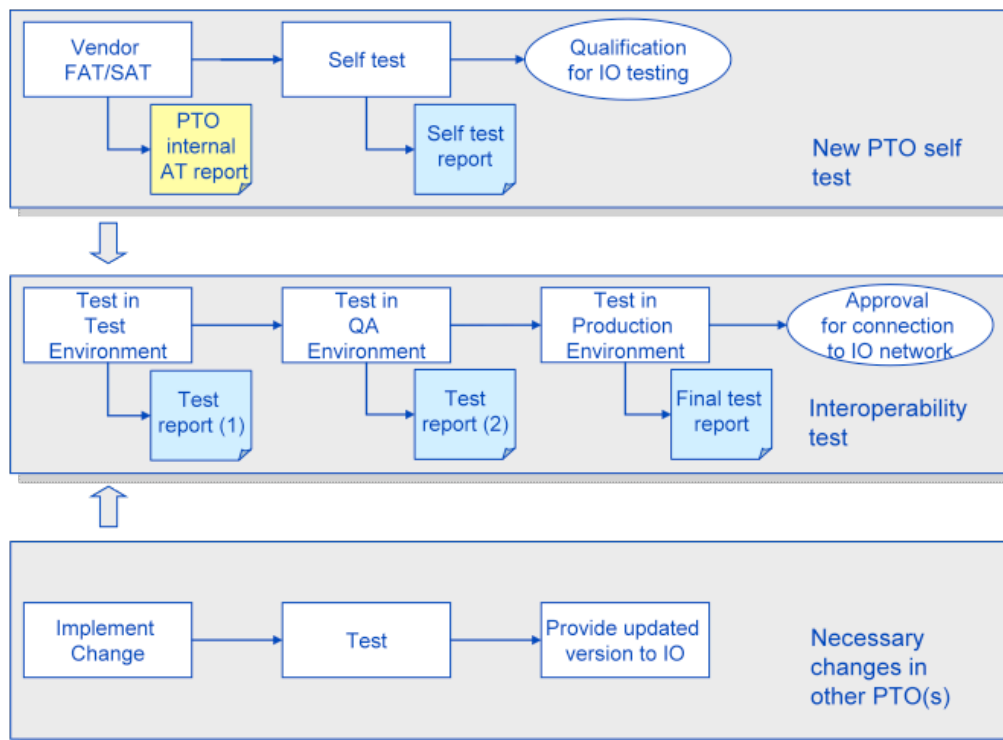 Vendor
FAT/SAT
Self test
Qualification
for IO testing
PTO
internal
AT report
Self test
report
New PTO self
test
Test in
Test
Environment
Test in
QA
Environment
Test in
Production
Environment
Approval
for connection
to IO network
Test
report (1)
Test
report (2)
Final test
report
Interoperability
test
Implement
Change
Test
Provide updated
version to IO
Necessary
changes in
other PTO(s)